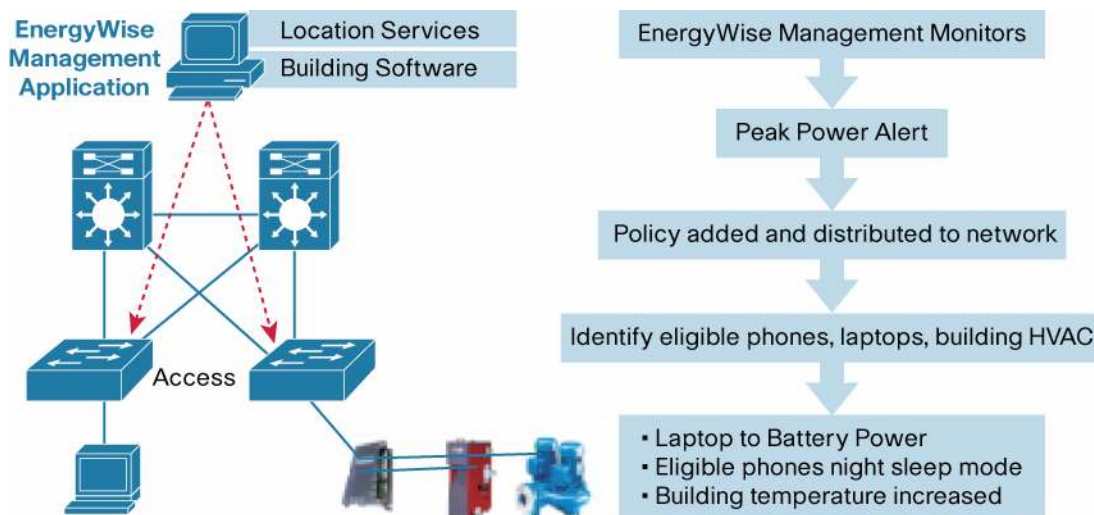 EnergyWise
Management
Application
Location Services
Building Software
Access
EnergyWise Management Monitors
Peak Power Alert
Policy added and distributed to network
Identify eligible phones, laptops, building HVAC
▪ Laptop to Battery Power
▪ Eligible phones night sleep mode
▪ Building temperature increased